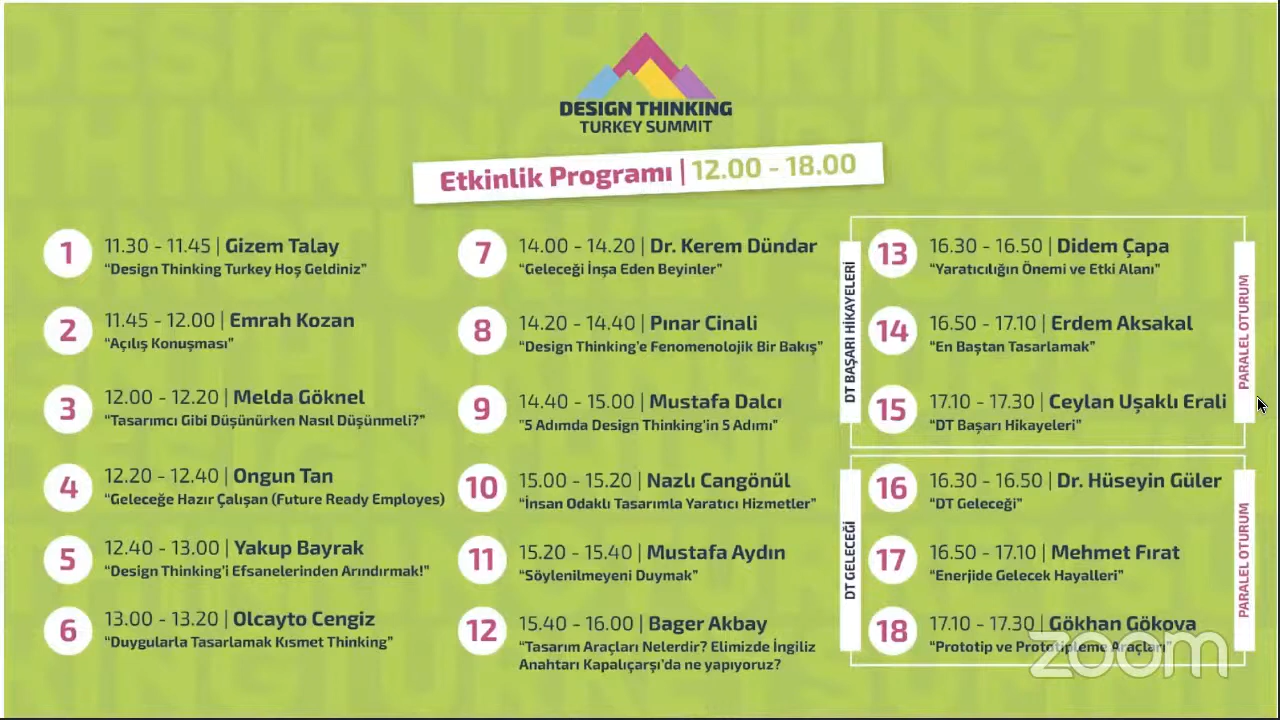 DESIGN THINKING
TURKEY SUMMIT
Etkinlik Programı | 12.00 - 18.00
1
11.30 - 11.45 | Gizem Talay
“Design Thinking Turkey Hoş Geldiniz”
2
11.45 - 12.00 | Emrah Kozan
“Açılış Konuşması”
3
12.00 - 12.20 | Melda Göknel
“Tasarımcı Gibi Düşünürken Nasıl Düşünmeli?”
4
12.20 - 12.40 | Ongun Tan
“Geleceğe Hazır Çalışan (Future Ready Employes)
5
12.40 - 13.00 | Yakup Bayrak
“Design Thinking’i Efsanelerinden Arındırmak!”
6
13.00 - 13.20 | Olcayto Cengiz
“Duygularla Tasarlamak Kısmet Thinking”
7
14.00 - 14.20 | Dr. Kerem Dündar
“Geleceği İnşa Eden Beyinler”
8
14.20 - 14.40 | Pınar Cinali
“Design Thinking’e Fenomenolojik Bir Bakış”
9
14.40 - 15.00 | Mustafa Dalcı
“5 Adımda Design Thinking’in 5 Adımı”
10
15.00 - 15.20 | Nazlı Cangönül
“İnsan Odaklı Tasarımla Yaratıcı Hizmetler”
11
15.20 - 15.40 | Mustafa Aydın
“Söylenilmeyeni Duymak”
12
15.40 - 16.00 | Bager Akbay
“Tasarım Araçları Nelerdir? Elimizde İngiliz
Anahtarı Kapalıçarşı’da ne yapıyoruz?
DT BAŞARI HİKAYELERİ
13
16.30 - 16.50 | Didem Çapa
“Yaratıcılığın Önemi ve Etki Alanı”
14
16.50 - 17.10 | Erdem Aksakal
“En Baştan Tasarlamak”
15
17.10 - 17.30 | Ceylan Uşaklı Erali
“DT Başarı Hikayeleri”
PARALEL OTURUM
DT GELECEĞİ
16
16.30 - 16.50 | Dr. Hüseyin Güler
“DT Geleceği”
17
16.50 - 17.10 | Mehmet Fırat
“Enerjide Gelecek Hayalleri”
18
17.10 - 17.30 | Gökhan Gökova
“Prototip ve Prototipleme Araçları”
PARALEL OTURUM
zoom